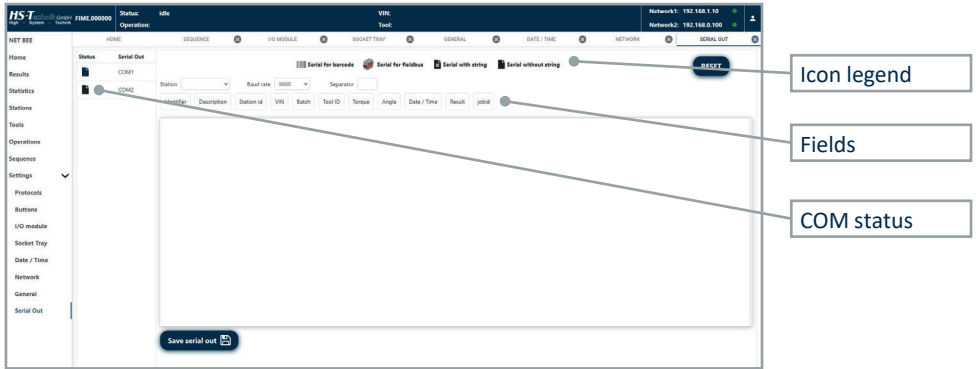 HS-Technik GmbH FIME.000000 Status: Idle VIN: Network1: 192.168.1.10
High - System - Technik Operation: Tool: Network2: 192.168.0.100
NET BEE HOME SEQUENCE I/O MODULE SOCKET TRAY GENERAL DATE / TIME NETWORK SERIAL OUT
Home Status Serial Out
Serial for barcode Serial for fieldbus Serial with string Serial without string RESET
Icon legend
Results COM1
Statistics COM2 Station Baud rate 9600 Separator
Stations Identifier Description Station id VIN Batch Tool ID Torque Angle Date / Time Result jobid
Tools
Operations
Fields
Sequence
Settings
Protocols
Buttons
COM status
I/O module
Socket Tray
Date / Time
Network
General
Serial Out
Save serial out